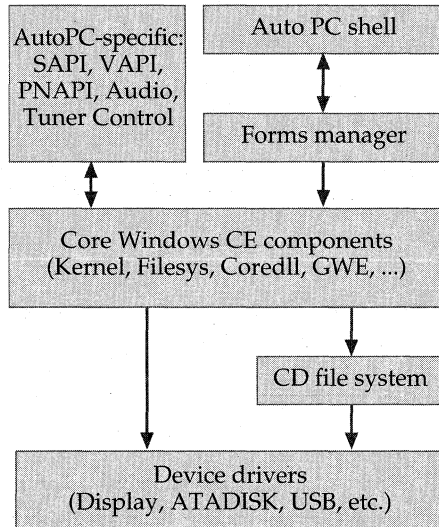 AutoPC-specific:
SAPI, VAPI,
PNAPI, Audio,
Tuner Control
Auto PC shell
Forms manager
Core Windows CE components
(Kernel, Filesys, Coredll, GWE, ...)
CD file system
Device drivers
(Display, ATADISK, USB, etc.)